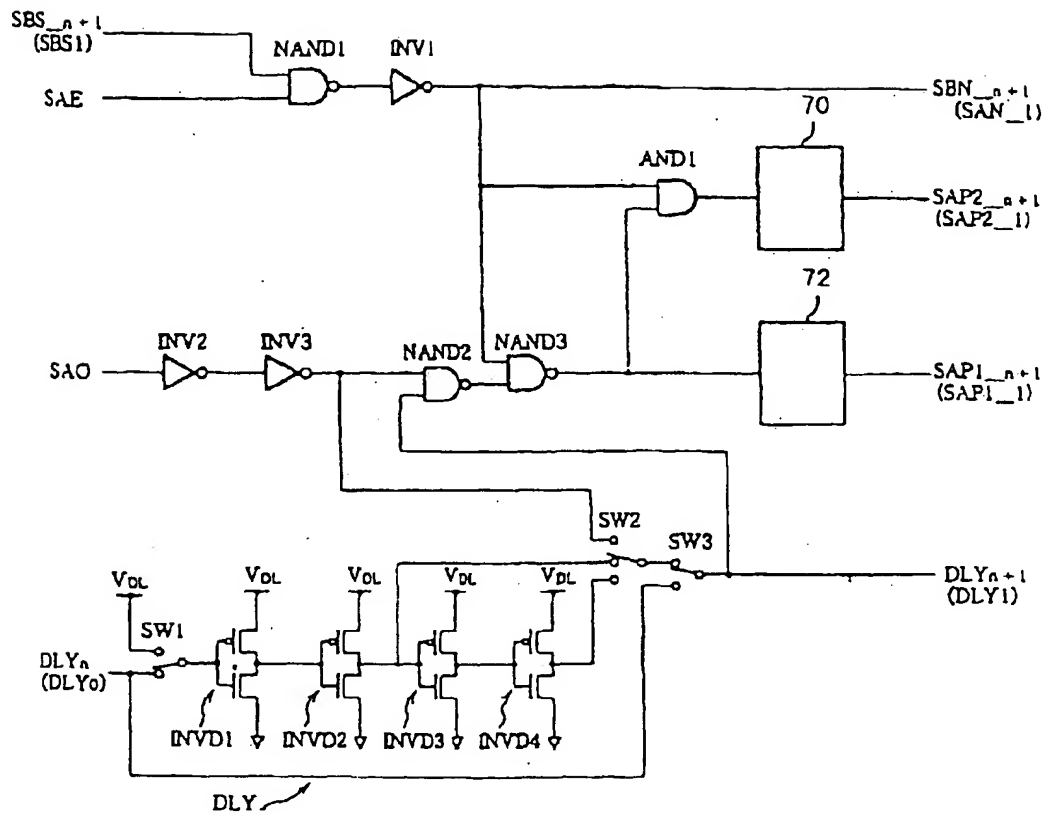 SBS_n+1
(SBS1)
NAND1
INV1
SAE
SBN_n+1
(SAN_1)
70
AND1
SAP2_n+1
(SAP2_1)
72
INV2
INV3
NAND2
NAND3
SAO
SAP1_n+1
(SAP1_1)
SW2
SW3
VDL
VDL
VDL
VDL
VDL
DLYn+1
(DLY1)
SW1
DLYn
(DLY0)
INVD1
INVD2
INVD3
INVD4
DLY